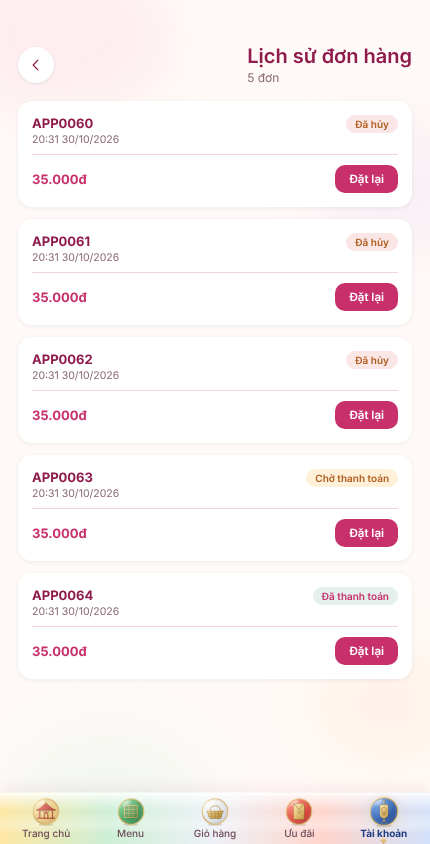 Lịch sử đơn hàng
5 đơn
APP0060
Đã hủy
20:31 30/10/2026
35.000đ
Đặt lại
APP0061
Đã hủy
20:31 30/10/2026
35.000đ
Đặt lại
APP0062
Đã hủy
20:31 30/10/2026
35.000đ
Đặt lại
APP0063
Chờ thanh toán
20:31 30/10/2026
35.000đ
Đặt lại
APP0064
Đã thanh toán
20:31 30/10/2026
35.000đ
Đặt lại
Trang chủ
Menu
Giỏ hàng
Ưu đãi
Tài khoản